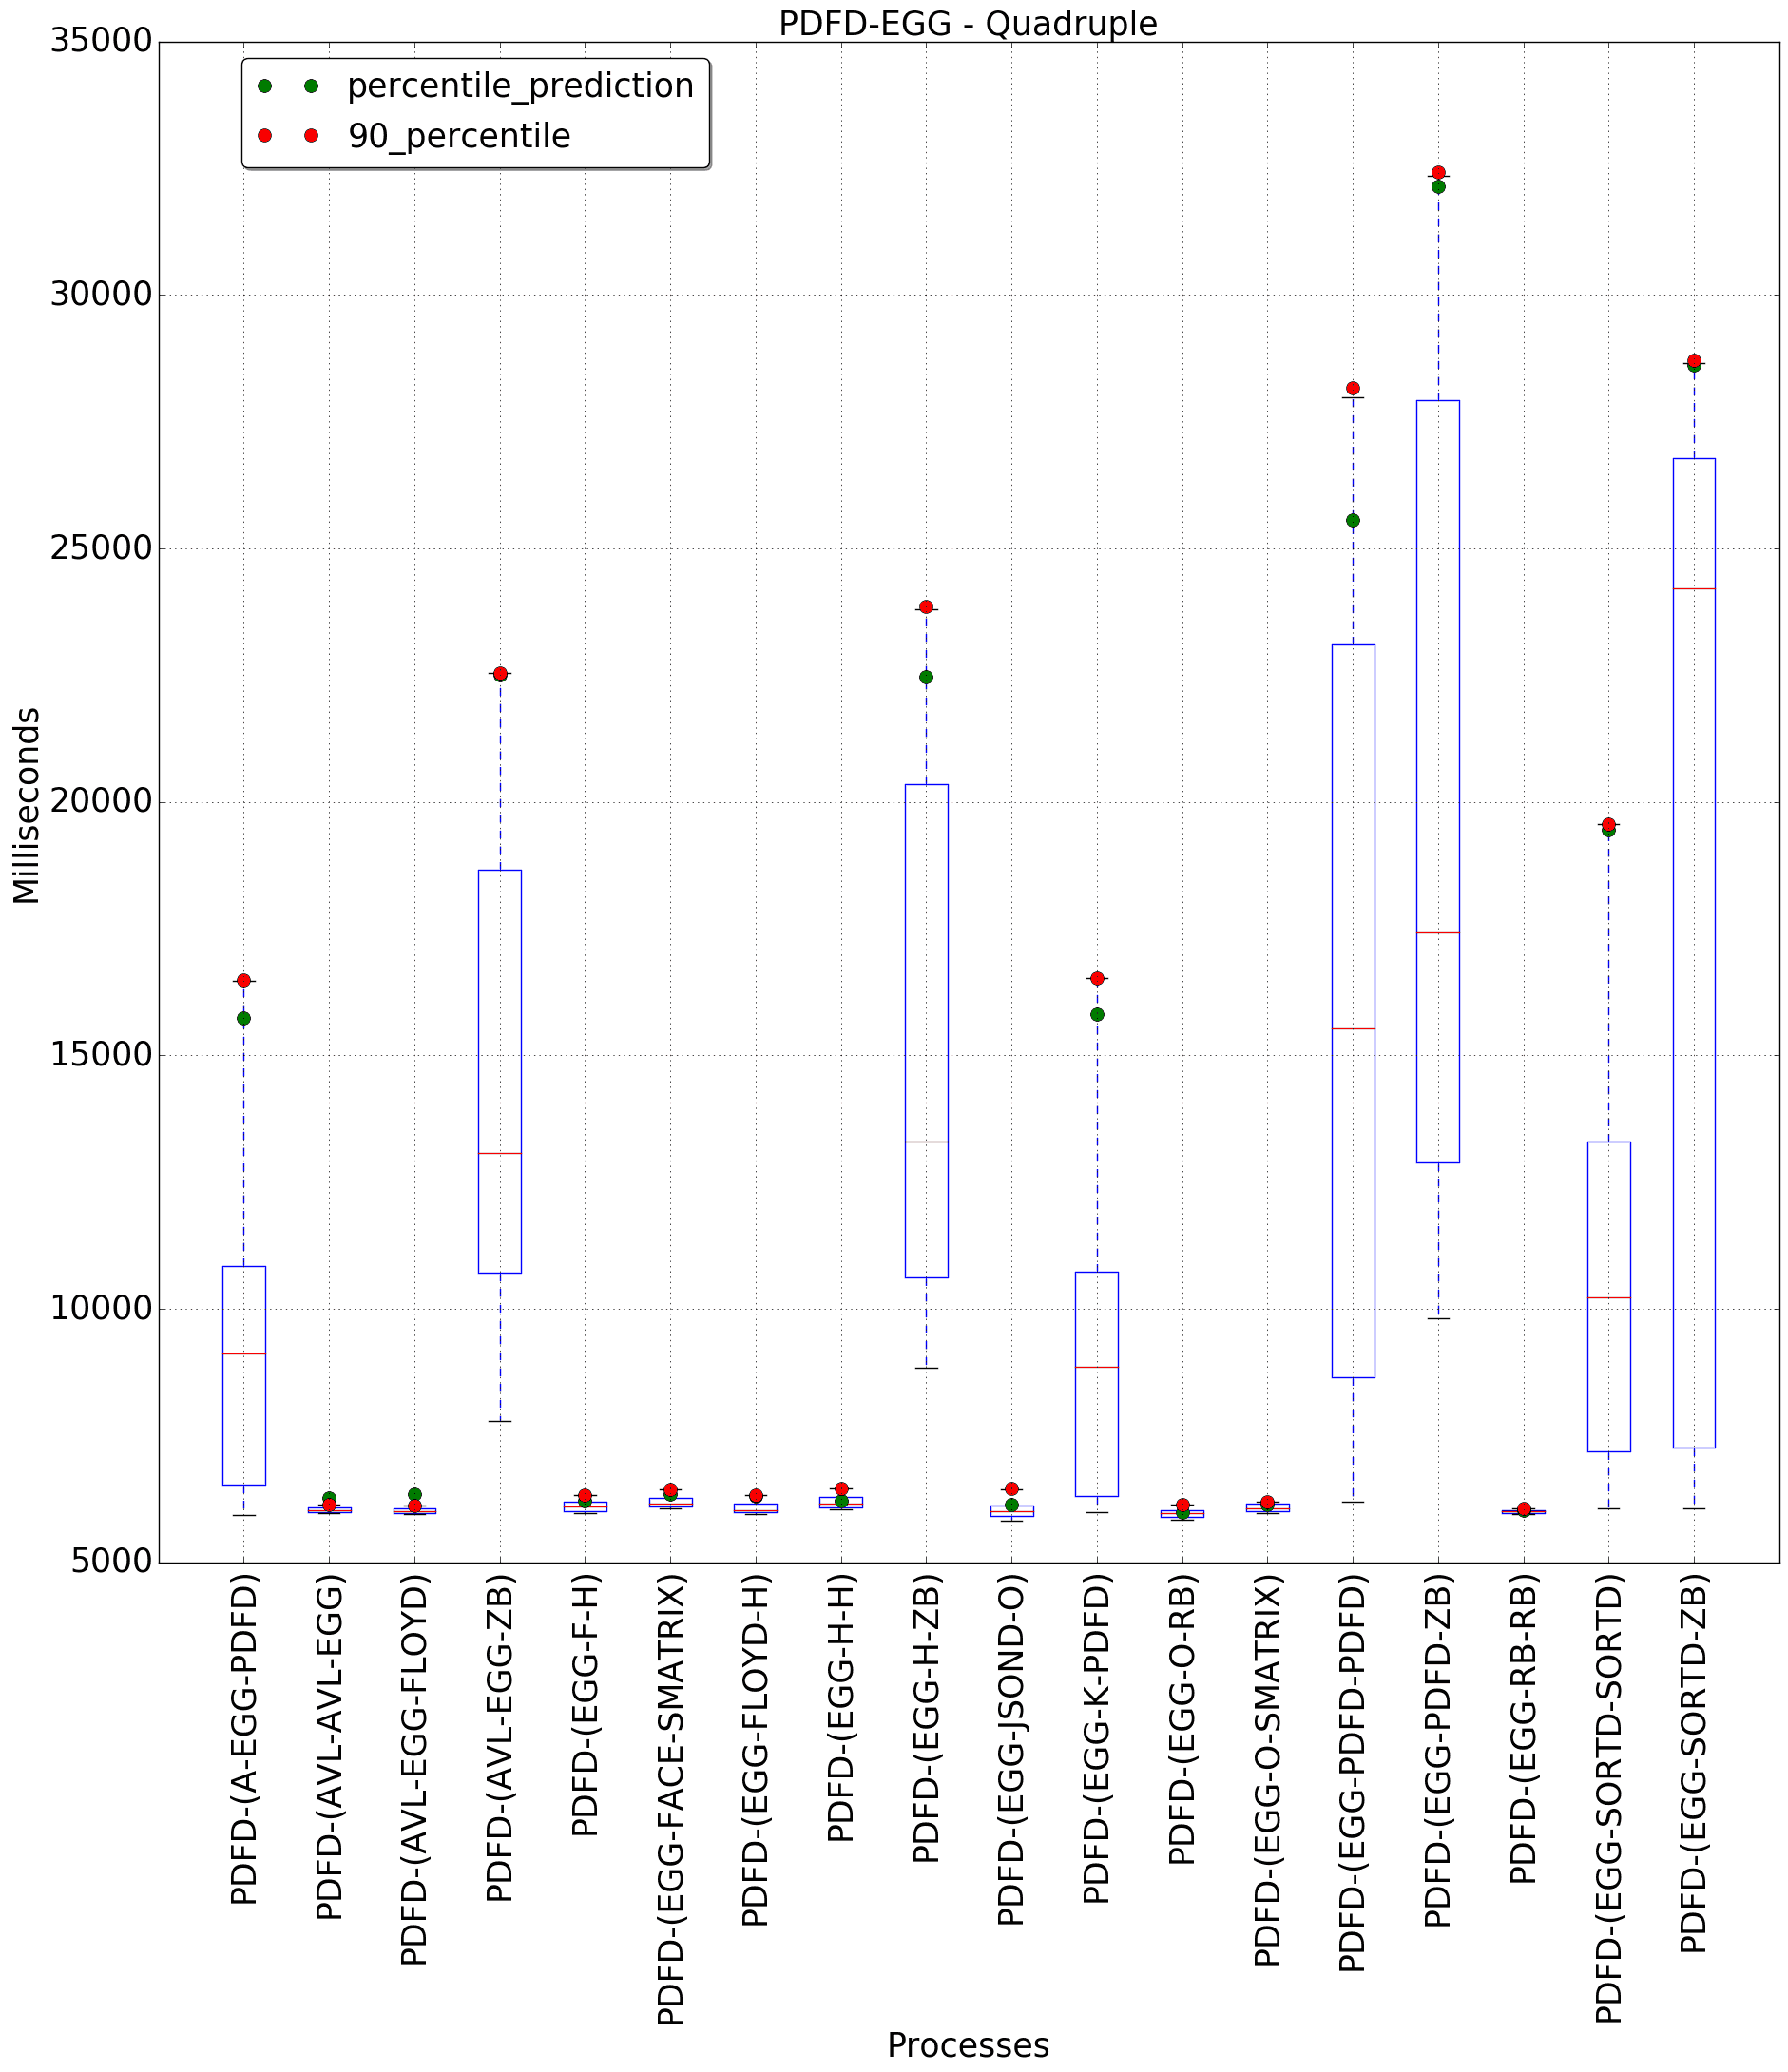 PDFD-EGG - Quadruple
percentile_prediction
90_percentile
35000
30000
25000
20000
15000
10000
5000
Milliseconds
PDFD-(A-EGG-PDFD)
PDFD-(AVL-AVL-EGG)
PDFD-(AVL-EGG-FLOYD)
PDFD-(AVL-EGG-ZB)
PDFD-(EGG-F-H)
PDFD-(EGG-FACE-SMATRIX)
PDFD-(EGG-FLOYD-H)
PDFD-(EGG-H-H)
PDFD-(EGG-H-ZB)
PDFD-(EGG-JSOND-O)
PDFD-(EGG-K-PDFD)
PDFD-(EGG-O-RB)
PDFD-(EGG-O-SMATRIX)
PDFD-(EGG-PDFD-PDFD)
PDFD-(EGG-PDFD-ZB)
PDFD-(EGG-RB-RB)
PDFD-(EGG-SORTD-SORTD)
PDFD-(EGG-SORTD-ZB)
Processes